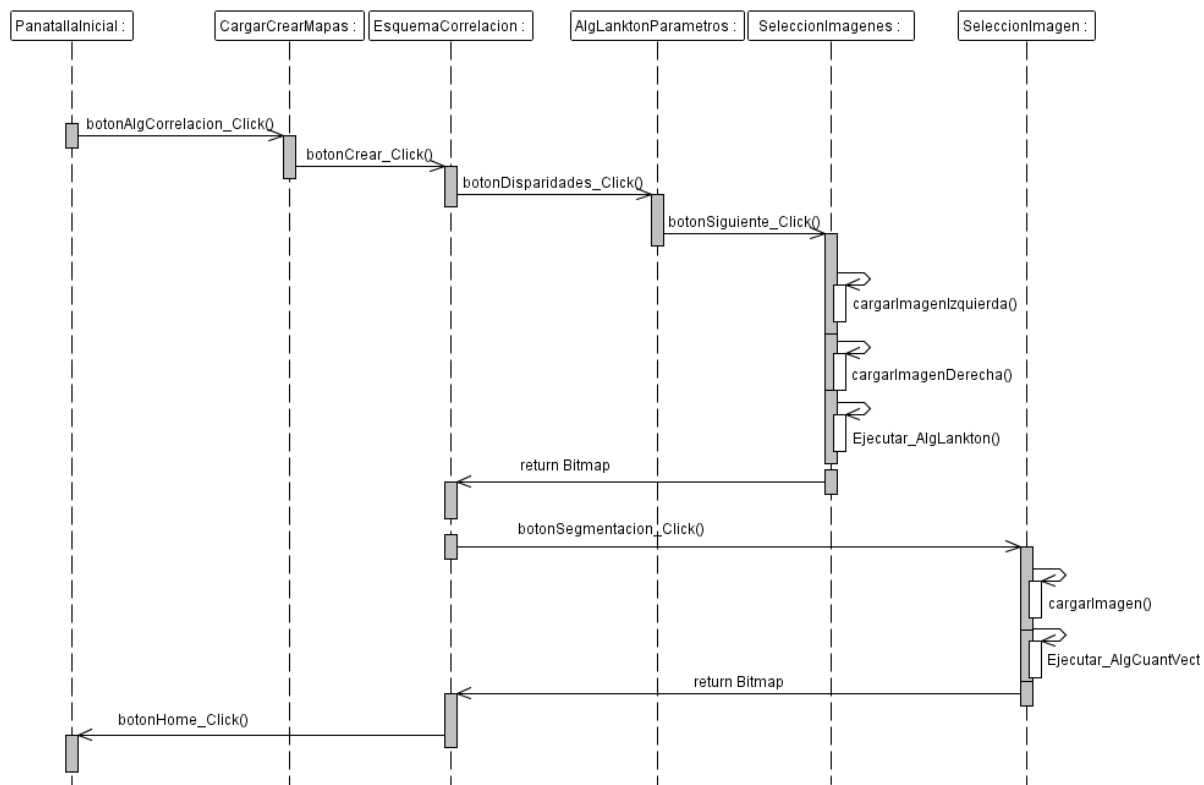 PanatallaInicial :
CargarCrearMapas :
EsquemaCorrelacion :
AlgLanktonParametros :
SeleccionImagenes :
SeleccionImagen :
botonAlgCorrelacion_Click()
botonCrear_Click()
botonDisparidades_Click()
botonSiguiente_Click()
cargarImagenIzquierda()
cargarImagenDerecha()
Ejecutar_AlgLankton()
return Bitmap
botonSegmentacion_Click()
cargarImagen()
Ejecutar_AlgCuantVect
return Bitmap
botonHome_Click()